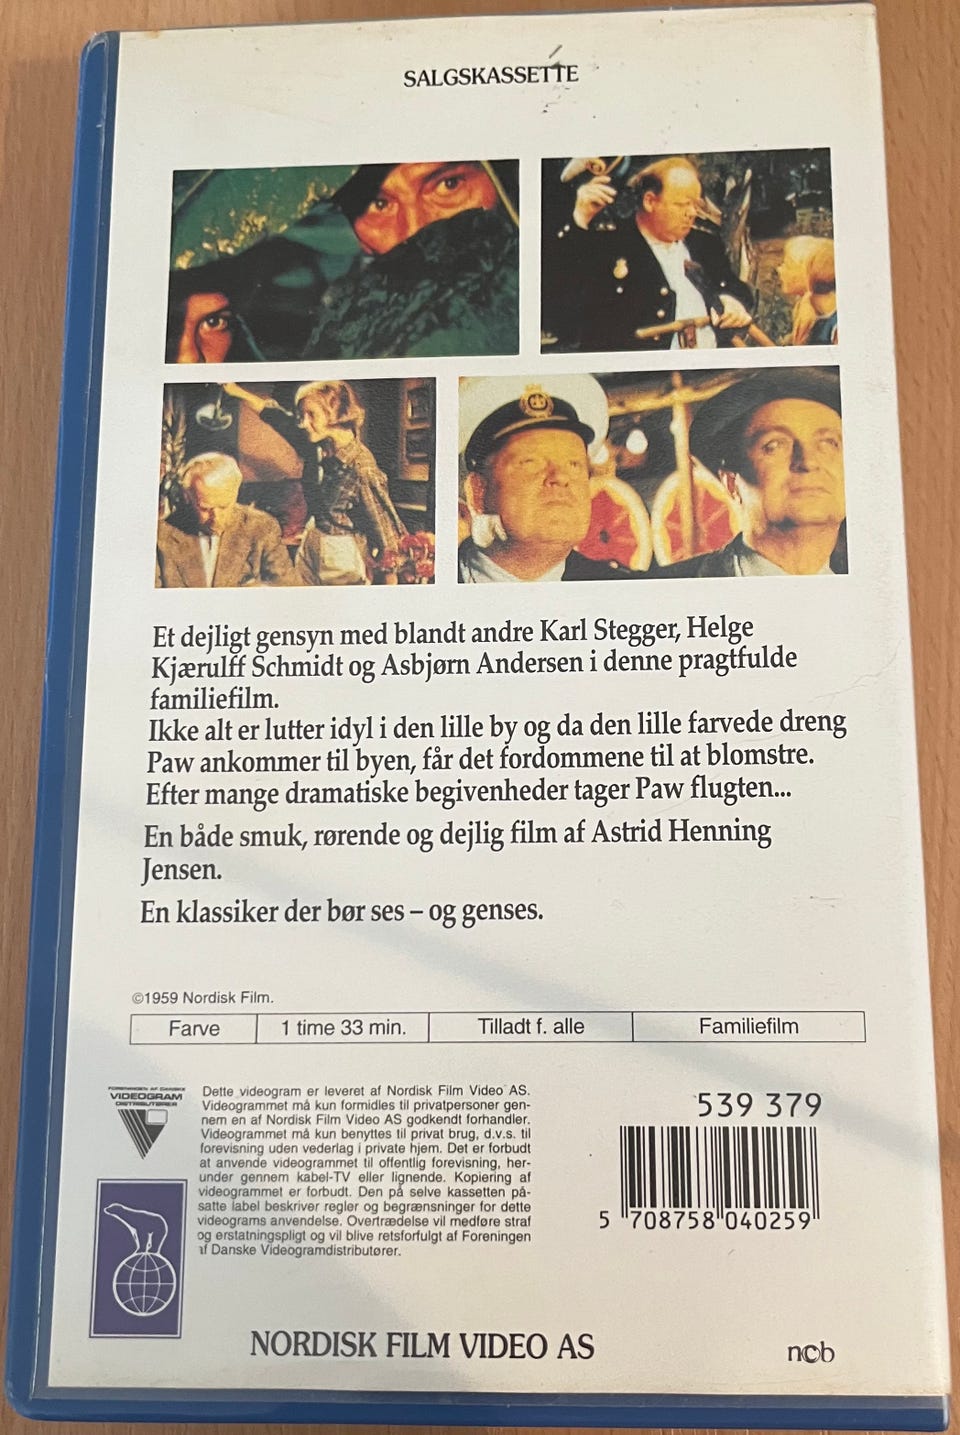 SALGSKASSETTE
Et dejligt gensyn med blandt andre Karl Stegger, Helge
Kjærulff Schmidt og Asbjørn Andersen i denne pragtfulde
familiefilm.
Ikke alt er lutter idyl i den lille by og da den lille farvede dreng
Paw ankommer til byen, får det fordommene til at blomstre.
Efter mange dramatiske begivenheder tager Paw flugten...
En både smuk, rørende og dejlig film af Astrid Henning
Jensen.
En klassiker der bør ses – og genses.
©1959 Nordisk Film.
Farve 1 time 33 min. Tilladt f. alle Familiefilm
FORENINGEN AF DANSKE
VIDEOGRAM
DISTRIBUTØRER
Dette videogram er leveret af Nordisk Film Video AS.
Videogrammet må kun formidles til privatpersoner gen-
nem en af Nordisk Film Video AS godkendt forhandler.
Videogrammet må kun benyttes til privat brug, d.v.s. til
forevisning uden vederlag i private hjem. Det er forbudt
at anvende videogrammet til offentlig forevisning, her-
under gennem kabel-TV eller lignende. Kopiering af
videogrammet er forbudt. Den på selve kassetten på-
satte label beskriver regler og begrænsninger for dette
videograms anvendelse. Overtrædelse vil medføre straf
og erstatningspligt og vil blive retsforfulgt af Foreningen
af Danske Videogramdistributører.
539 379
5 708758 040259
NORDISK FILM VIDEO AS
ncb